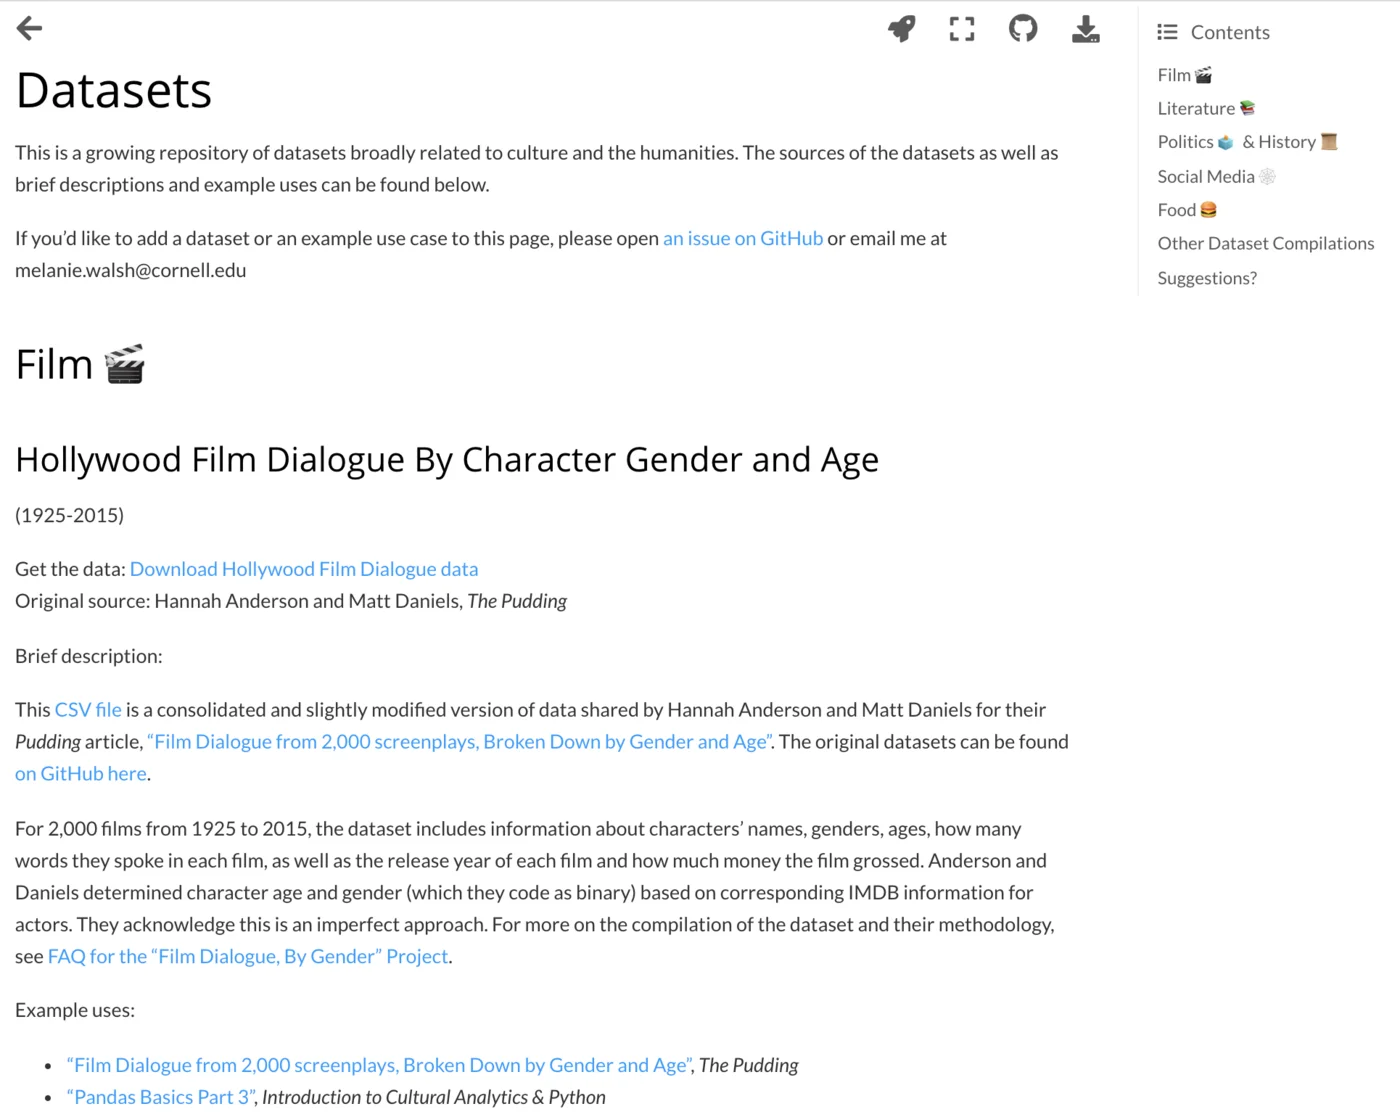 Datasets
This is a growing repository of datasets broadly related to culture and the humanities. The sources of the datasets as well as
brief descriptions and example uses can be found below.
If you’d like to add a dataset or an example use case to this page, please open an issue on GitHub or email me at
melanie.walsh@cornell.edu
Film 🎬
Hollywood Film Dialogue By Character Gender and Age
(1925-2015)
Get the data: Download Hollywood Film Dialogue data
Original source: Hannah Anderson and Matt Daniels, The Pudding
Brief description:
This CSV file is a consolidated and slightly modified version of data shared by Hannah Anderson and Matt Daniels for their
Pudding article, “Film Dialogue from 2,000 screenplays, Broken Down by Gender and Age”. The original datasets can be found
on GitHub here.
For 2,000 films from 1925 to 2015, the dataset includes information about characters’ names, genders, ages, how many
words they spoke in each film, as well as the release year of each film and how much money the film grossed. Anderson and
Daniels determined character age and gender (which they code as binary) based on corresponding IMDB information for
actors. They acknowledge this is an imperfect approach. For more on the compilation of the dataset and their methodology,
see FAQ for the “Film Dialogue, By Gender” Project.
Example uses:
• “Film Dialogue from 2,000 screenplays, Broken Down by Gender and Age”, The Pudding
• “Pandas Basics Part 3”, Introduction to Cultural Analytics & Python
Contents
Film 🎬
Literature 📚
Politics 🗳️ & History 📜
Social Media 🕸️
Food 🍔
Other Dataset Compilations
Suggestions?